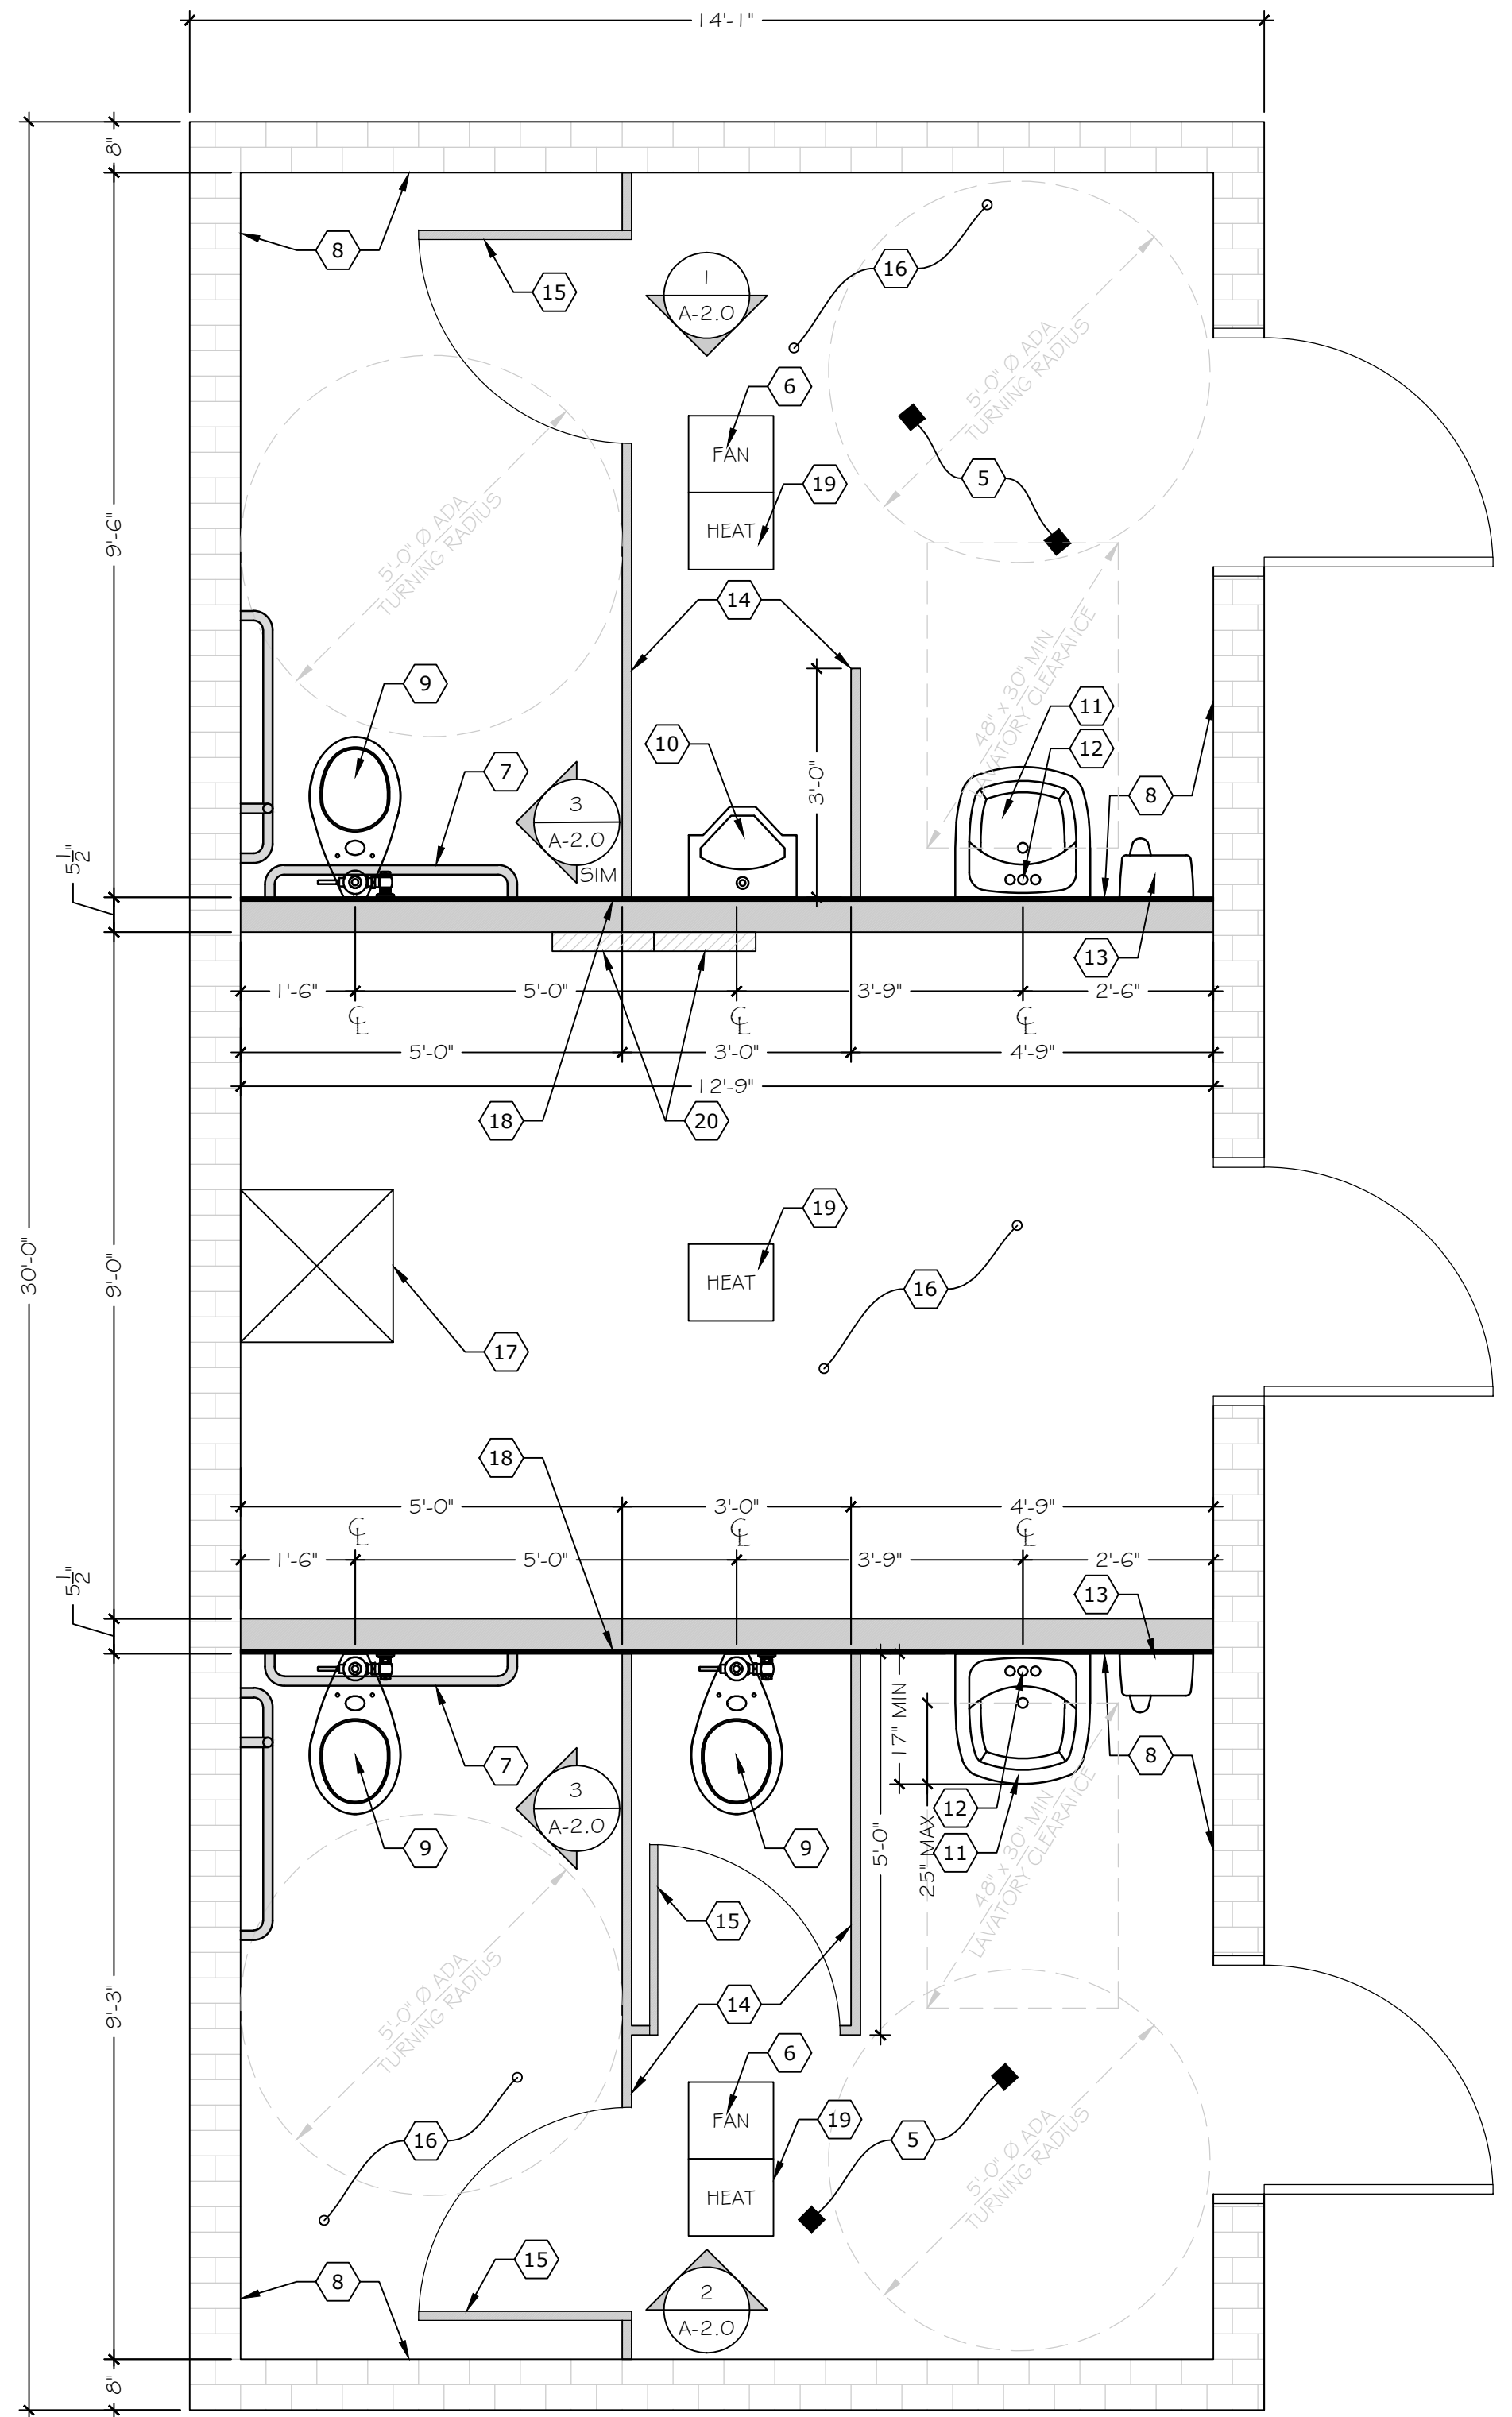 14'-1"
8"
8
15
16
1
A-2.0
5'-0" Ø ADA
TURNING RADIUS
6
FAN
5
19
HEAT
9'-6"
5'-0" Ø ADA
TURNING RADIUS
14
48" x 30" MIN
LAVATORY CLEARANCE
9
11
10
12
7
3'-0"
8
3
A-2.0
SIM
5 1/2"
13
1'-6"
5'-0"
3'-9"
2'-6"
℄
℄
℄
5'-0"
3'-0"
4'-9"
12'-9"
18
20
19
30'-0"
9'-0"
HEAT
16
17
18
5'-0"
3'-0"
4'-9"
℄
℄
℄
1'-6"
5'-0"
3'-9"
2'-6"
5 1/2"
13
17" MIN
7
8
3
A-2.0
12
9
9
5'-0"
11
25" MAX
48" x 30" MIN
LAVATORY CLEARANCE
15
9'-3"
5'-0" Ø ADA
TURNING RADIUS
14
6
FAN
19
16
5
5'-0" Ø ADA
TURNING RADIUS
HEAT
15
8
2
A-2.0
8"